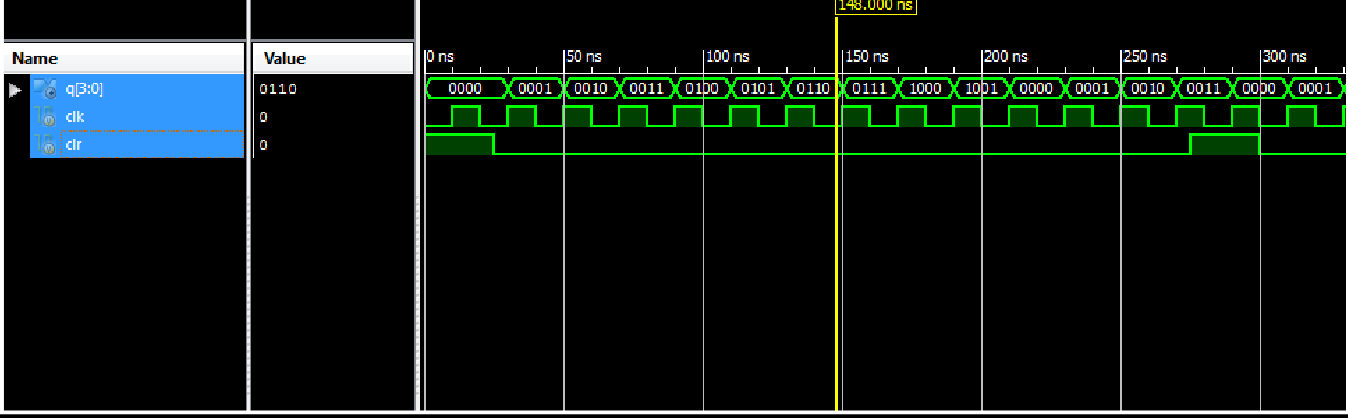 148.000 ns
Name Value 0 ns 50 ns 100 ns 150 ns 200 ns 250 ns 300 ns
q[3:0] 0110 0000 0001 0010 0011 0100 0101 0110 0111 1000 1001 0000 0001 0010 0011 0000 0001
clk 0
clr 0